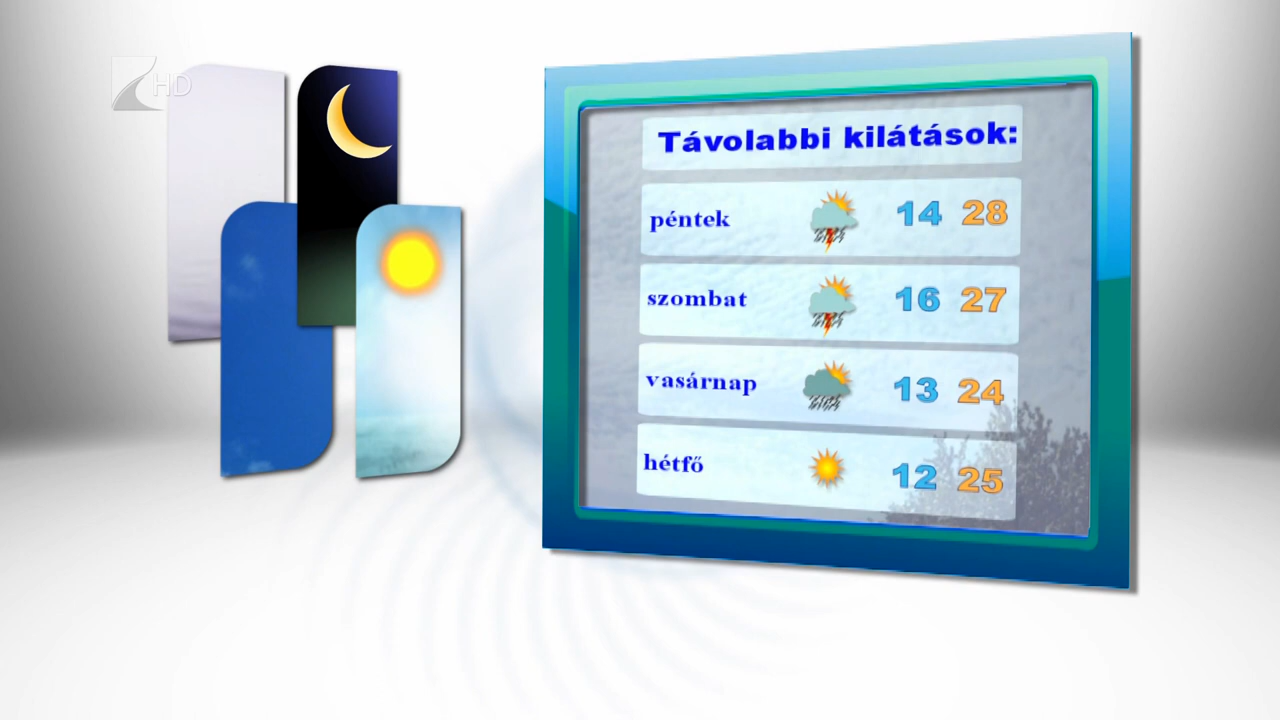 HD
Távolabbi kilátások:
péntek 14 28
szombat 16 27
vasárnap 13 24
hétfő 12 25